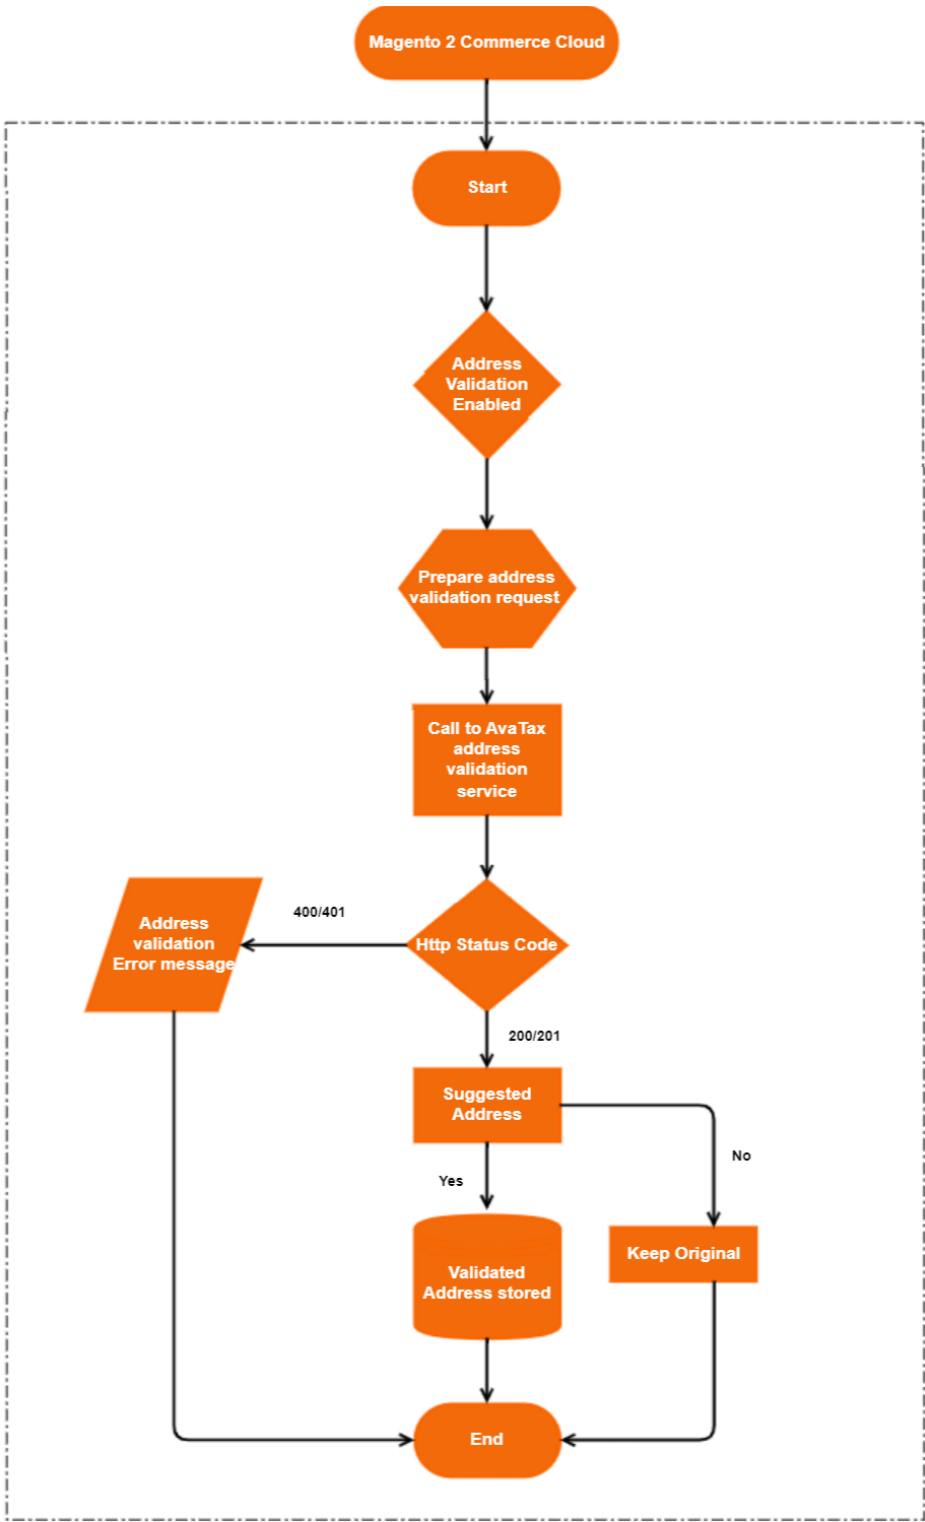 Magento 2 Commerce Cloud
Start
Address
Validation
Enabled
Prepare address
validation request
Call to AvaTax
address
validation
service
400/401
Address
validation
Error message
Http Status Code
200/201
Suggested
Address
No
Yes
Keep Original
Validated
Address stored
End